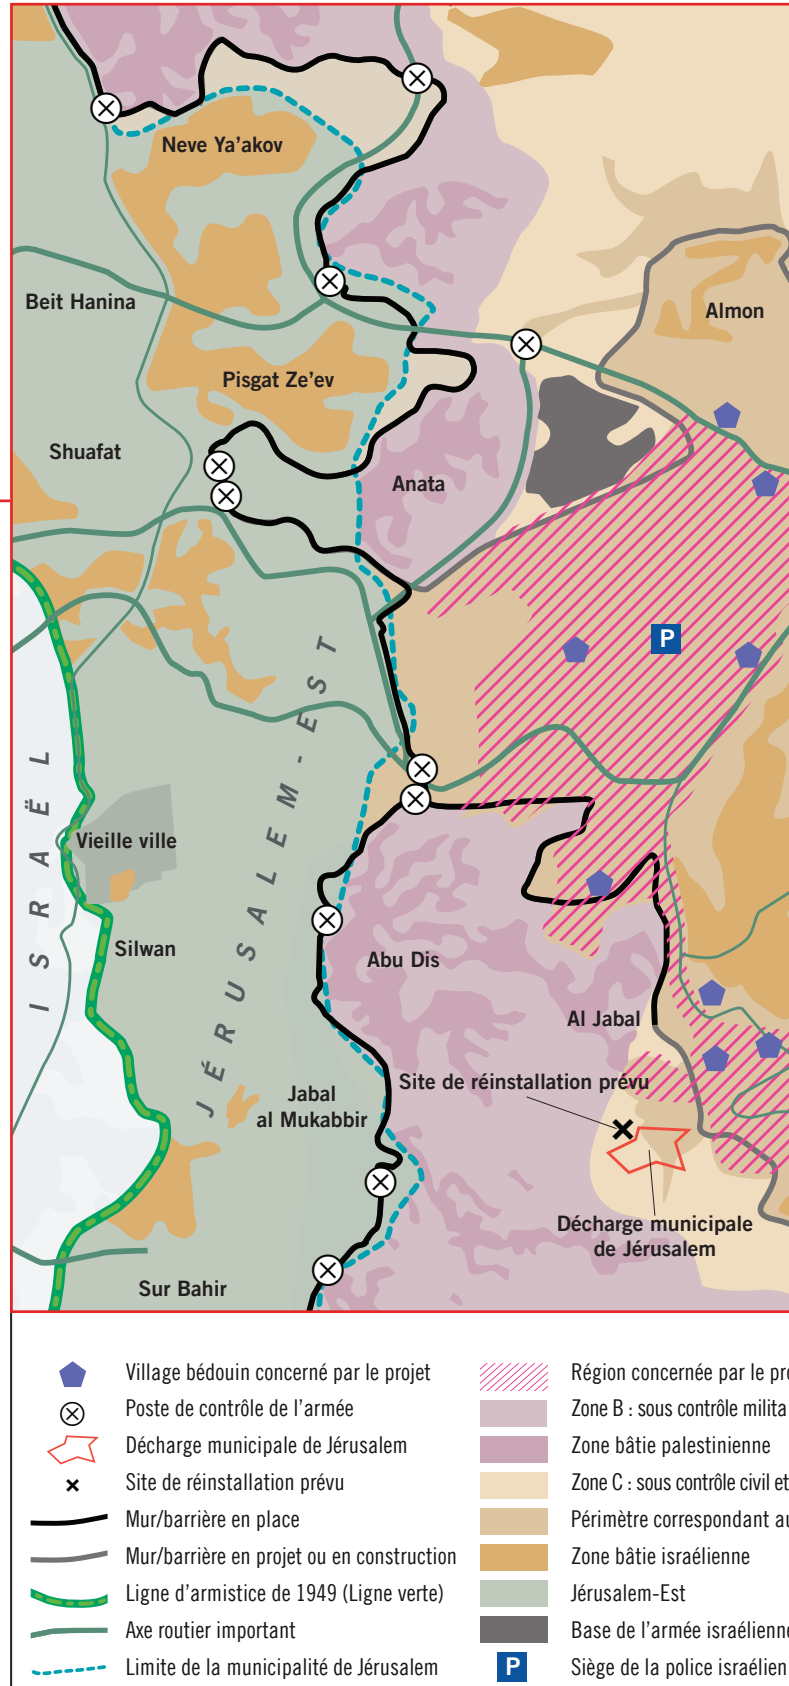 Neve Ya’akov
Beit Hanina
Almon
Pisgat Ze’ev
Shuafat
Anata
P
JÉRUSALEM-EST
ISRAËL
Vieille ville
Silwan
Abu Dis
Al Jabal
Site de réinstallation prévu
Jabal
al Mukabbir
Décharge municipale
de Jérusalem
Sur Bahir
Village bédouin concerné par le projet
Poste de contrôle de l’armée
Décharge municipale de Jérusalem
Site de réinstallation prévu
Mur/barrière en place
Mur/barrière en projet ou en construction
Ligne d’armistice de 1949 (Ligne verte)
Axe routier important
Limite de la municipalité de Jérusalem
Région concernée par le
Zone B : sous contrôle
Zone bâtie palestinienne
Zone C : sous contrôle civil et
Périmètre correspondant
Zone bâtie israélienne
Jérusalem-Est
Base de l’armée israélienne
P
Siège de la police